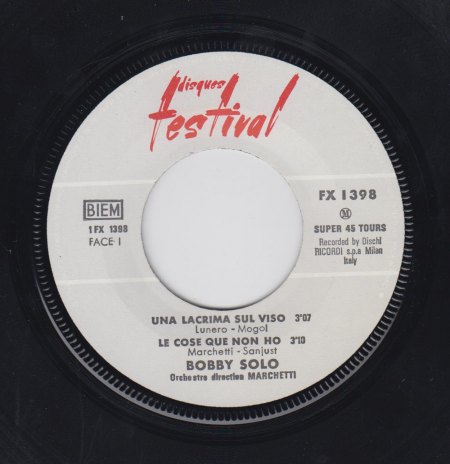 disques
festival
BIEM
1 FX 1398
FACE 1
FX 1398
M
SUPER 45 TOURS
Recorded by Dischi
RICORDI s.p.a Milan
Italy
UNA LACRIMA SUL VISO 3'07
Lunero - Mogol
LE COSE QUE NON HO 3'10
Marchetti - Sanjust
BOBBY SOLO
Orchestre direction MARCHETTI